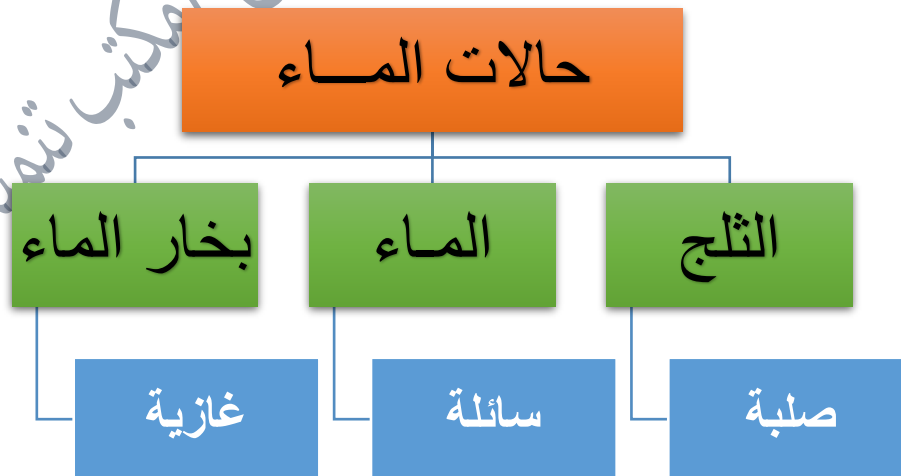 حالات المـــاء
الثلج
المـاء
بخار الماء
صلبة
سائلة
غازية